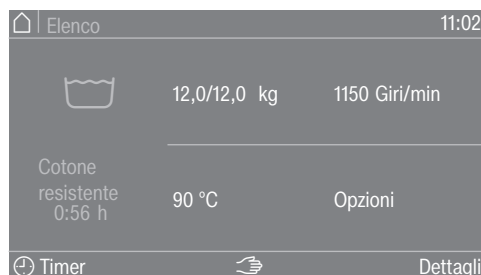 Elenco 11:02
12,0/12,0 kg 1150 Giri/min
Cotone
resistente
0:56 h
90 °C Opzioni
Timer Dettagli